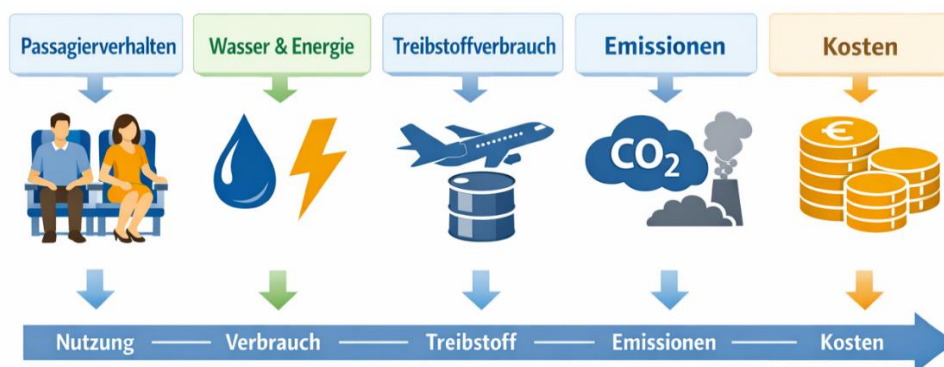 Passagierverhalten
Wasser & Energie
Treibstoffverbrauch
Emissionen
Kosten
CO₂
€
Nutzung
Verbrauch
Treibstoff
Emissionen
Kosten